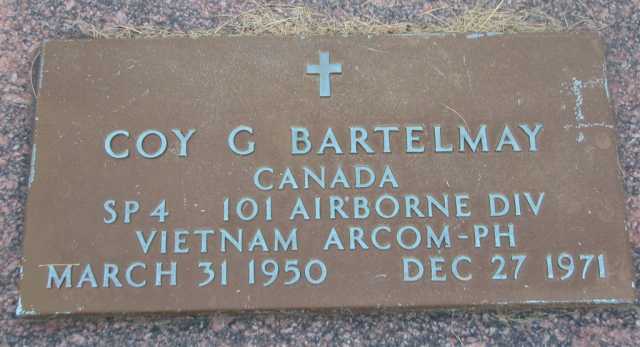 COY G BARTELMAY
CANADA
SP4 101 AIRBORNE DIV
VIETNAM ARCOM-PH
MARCH 31 1950 DEC 27 1971